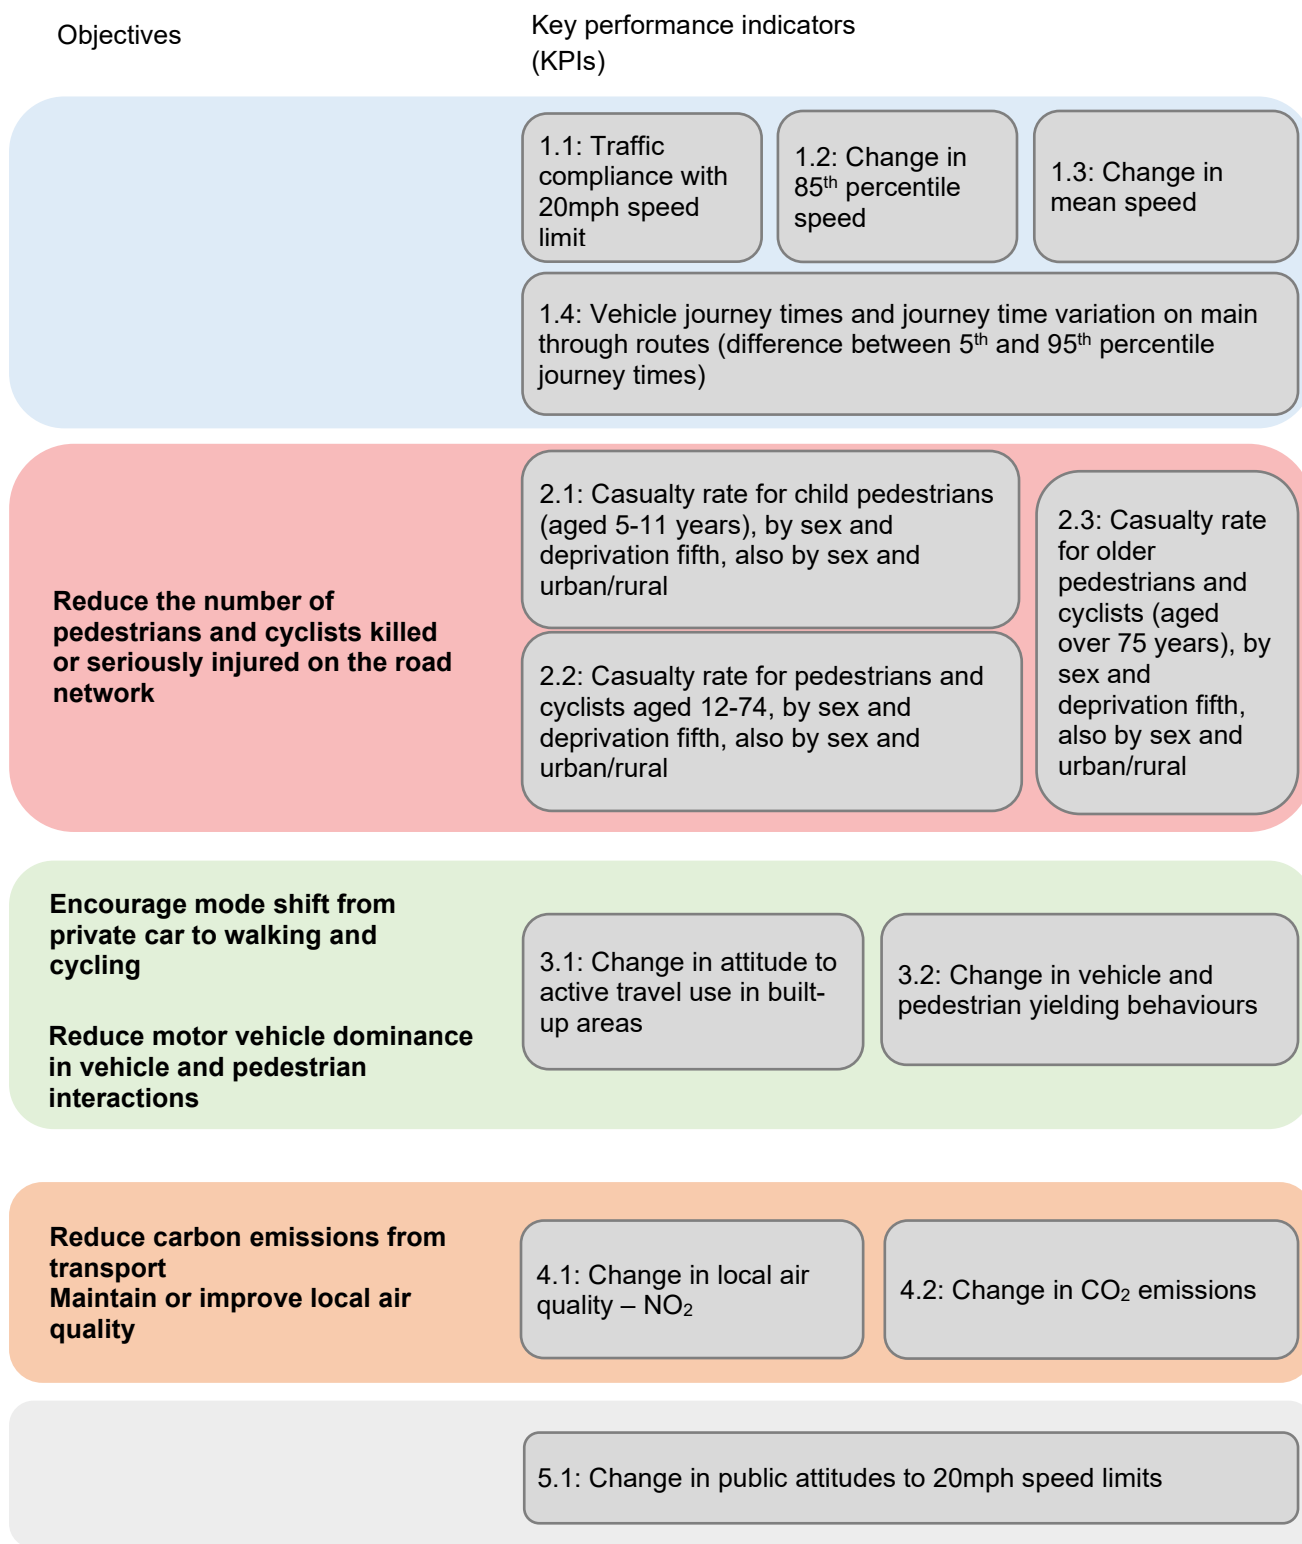 Objectives
Key performance indicators
(KPIs)
1.1: Traffic
compliance with
20mph speed
limit
1.2: Change in
85th percentile
speed
1.3: Change in
mean speed
1.4: Vehicle journey times and journey time variation on main
through routes (difference between 5th and 95th percentile
journey times)
Reduce the number of
pedestrians and cyclists killed
or seriously injured on the road
network
2.1: Casualty rate for child pedestrians
(aged 5-11 years), by sex and
deprivation fifth, also by sex and
urban/rural
2.2: Casualty rate for pedestrians and
cyclists aged 12-74, by sex and
deprivation fifth, also by sex and
urban/rural
2.3: Casualty rate
for older
pedestrians and
cyclists (aged
over 75 years), by
sex and
deprivation fifth,
also by sex and
urban/rural
Encourage mode shift from
private car to walking and
cycling
Reduce motor vehicle dominance
in vehicle and pedestrian
interactions
3.1: Change in attitude to
active travel use in built-
up areas
3.2: Change in vehicle and
pedestrian yielding behaviours
Reduce carbon emissions from
transport
Maintain or improve local air
quality
4.1: Change in local air
quality – NO2
4.2: Change in CO2 emissions
5.1: Change in public attitudes to 20mph speed limits